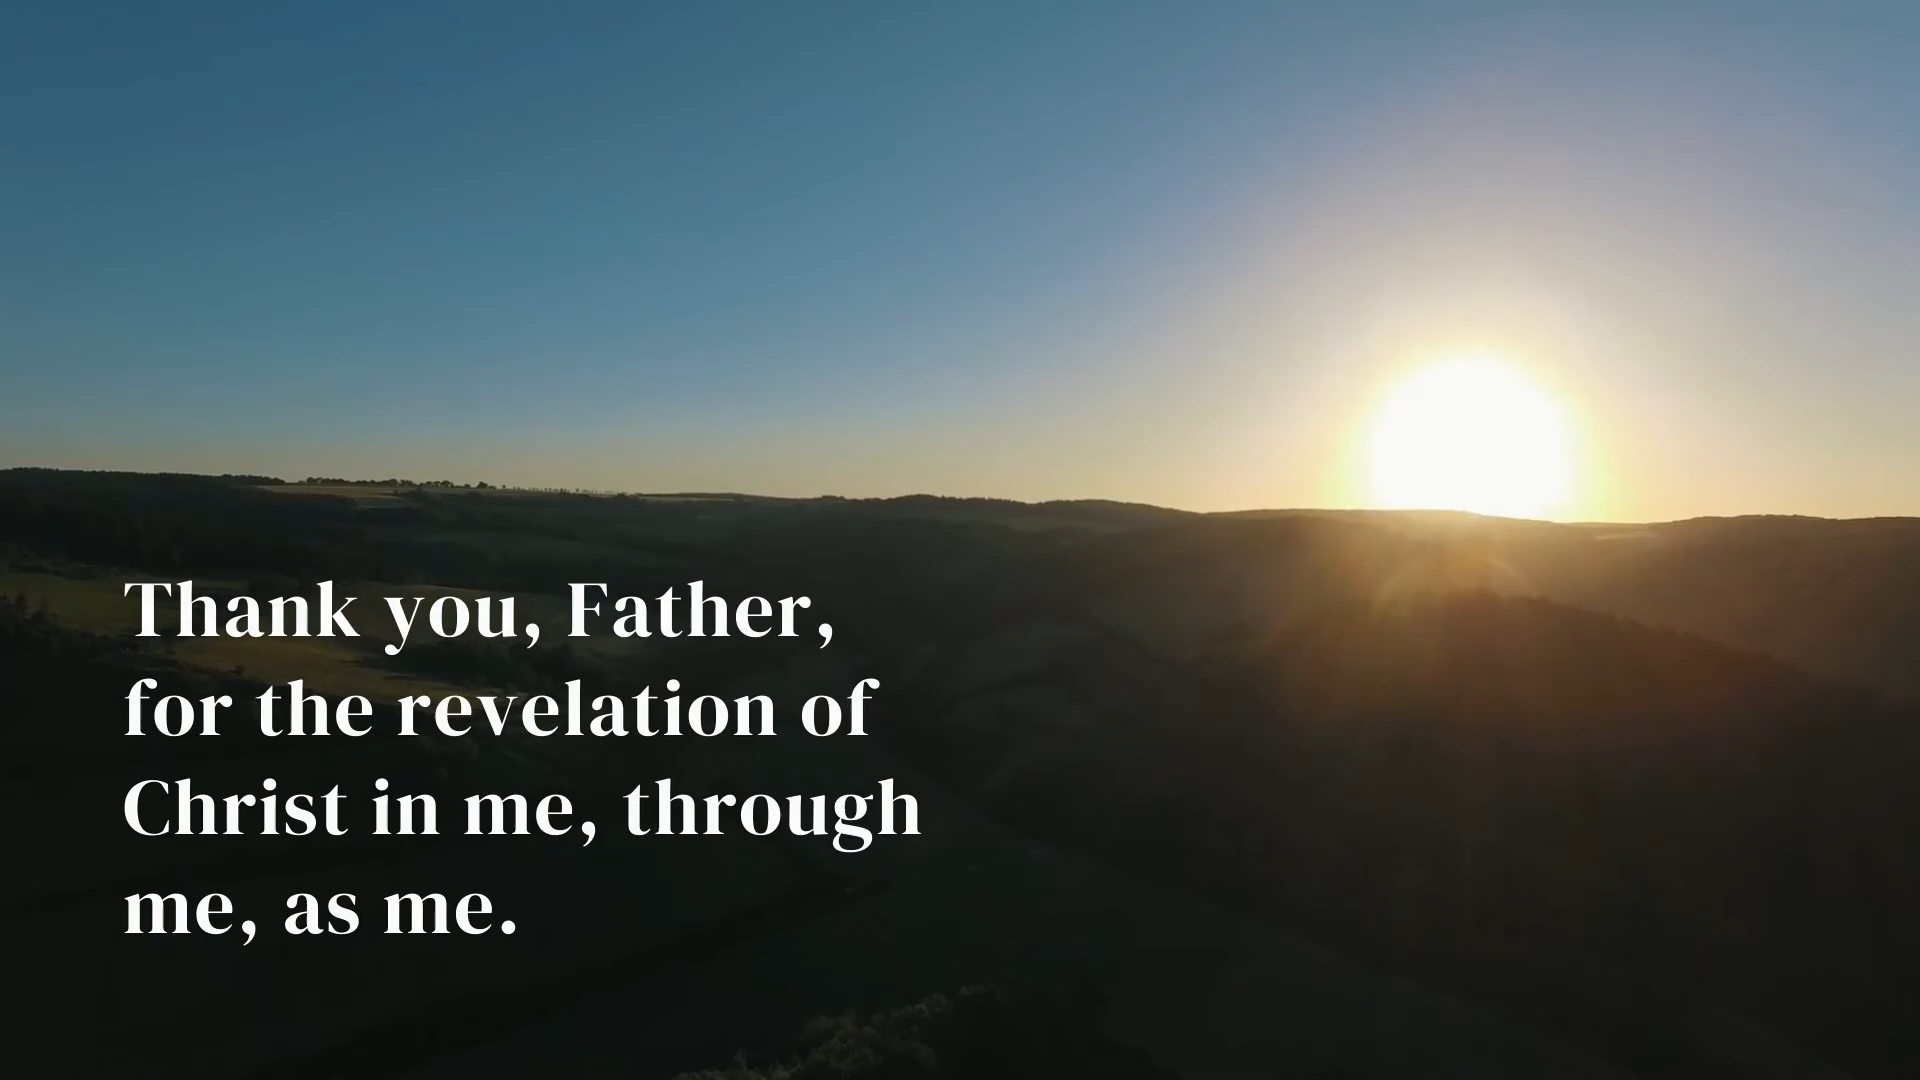 Thank you, Father,
for the revelation of
Christ in me, through
me, as me.